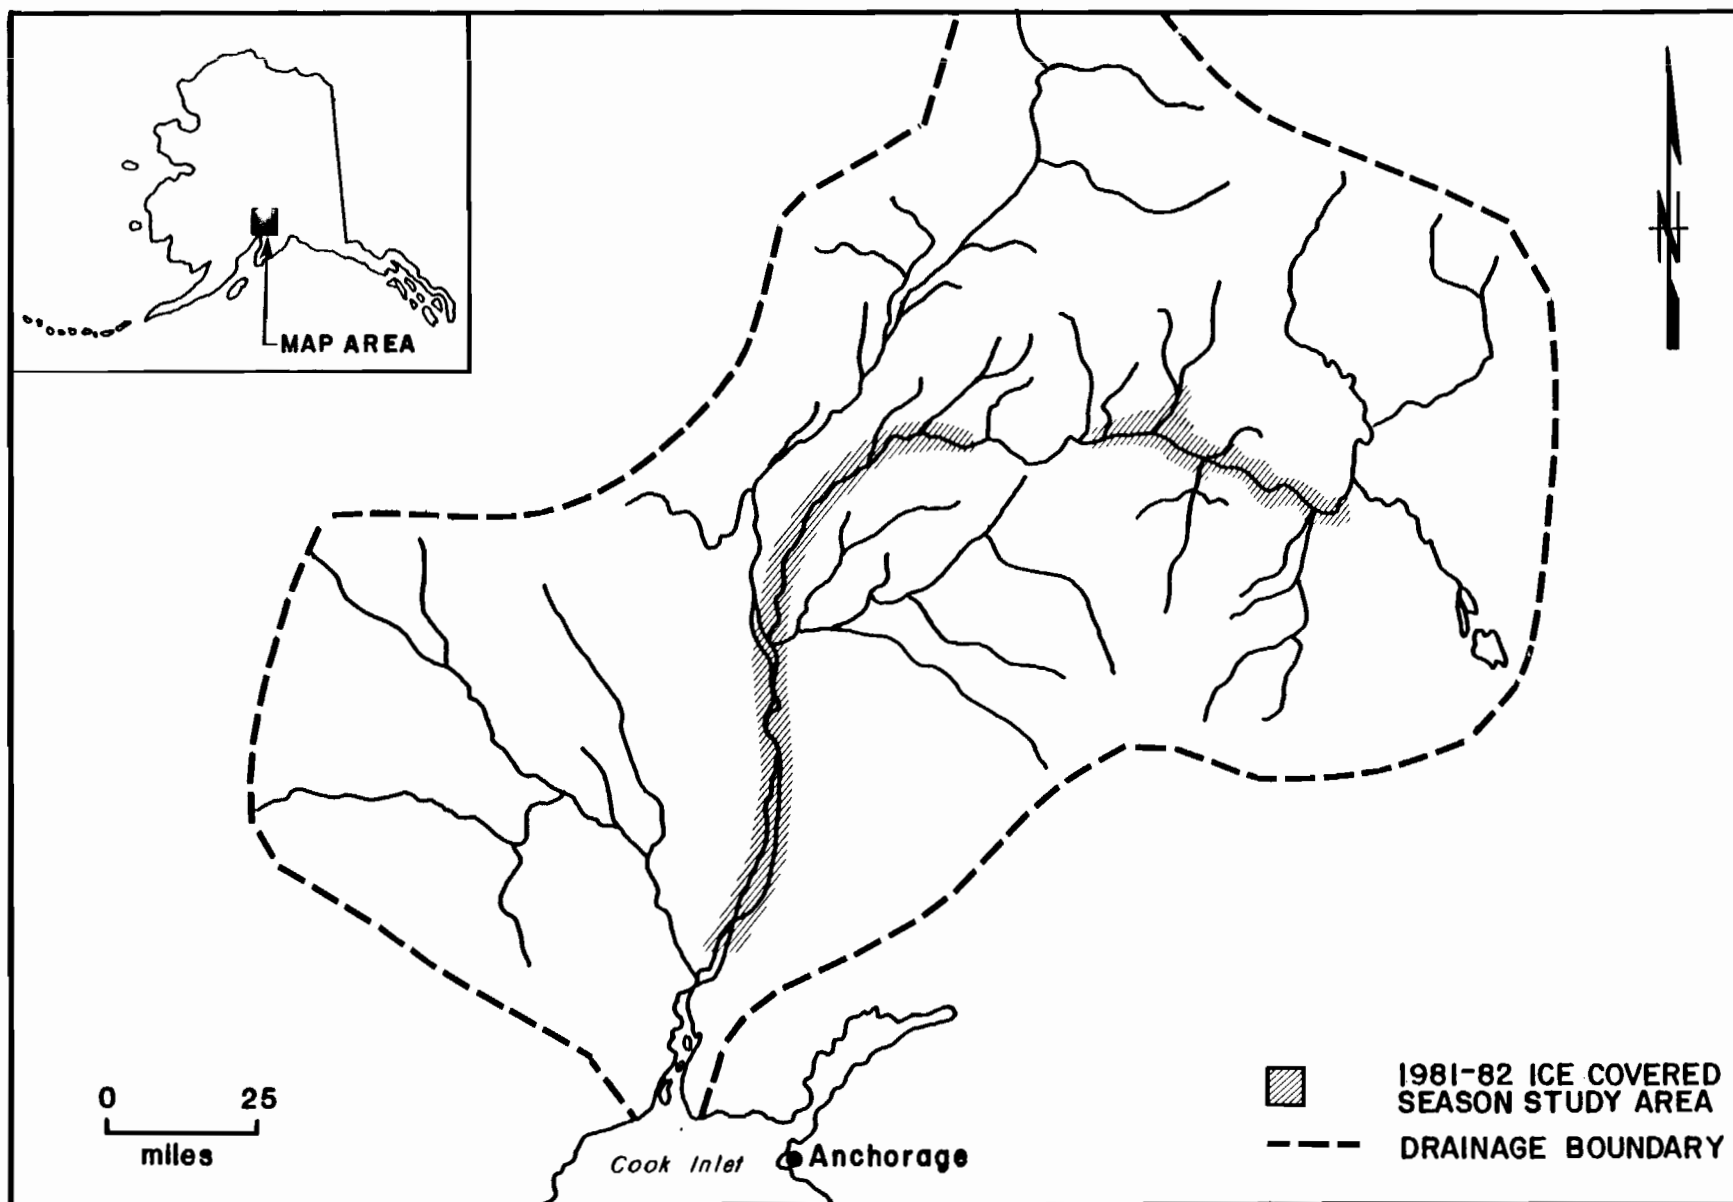 MAP AREA
0 25
miles
Cook Inlet
Anchorage
1981-82 ICE COVERED
SEASON STUDY AREA
DRAINAGE BOUNDARY
N